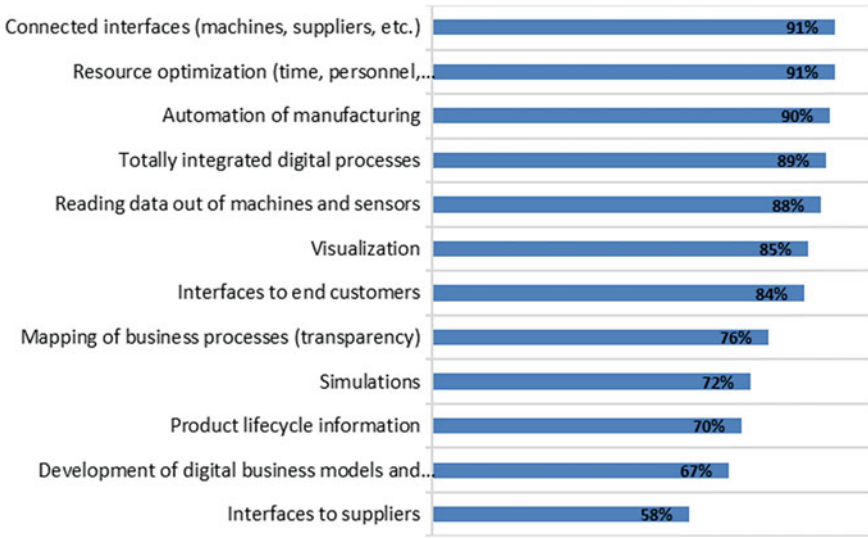 Connected interfaces (machines, suppliers, etc.) 91%
Resource optimization (time, personnel,... 91%
Automation of manufacturing 90%
Totally integrated digital processes 89%
Reading data out of machines and sensors 88%
Visualization 85%
Interfaces to end customers 84%
Mapping of business processes (transparency) 76%
Simulations 72%
Product lifecycle information 70%
Development of digital business models and... 67%
Interfaces to suppliers 58%